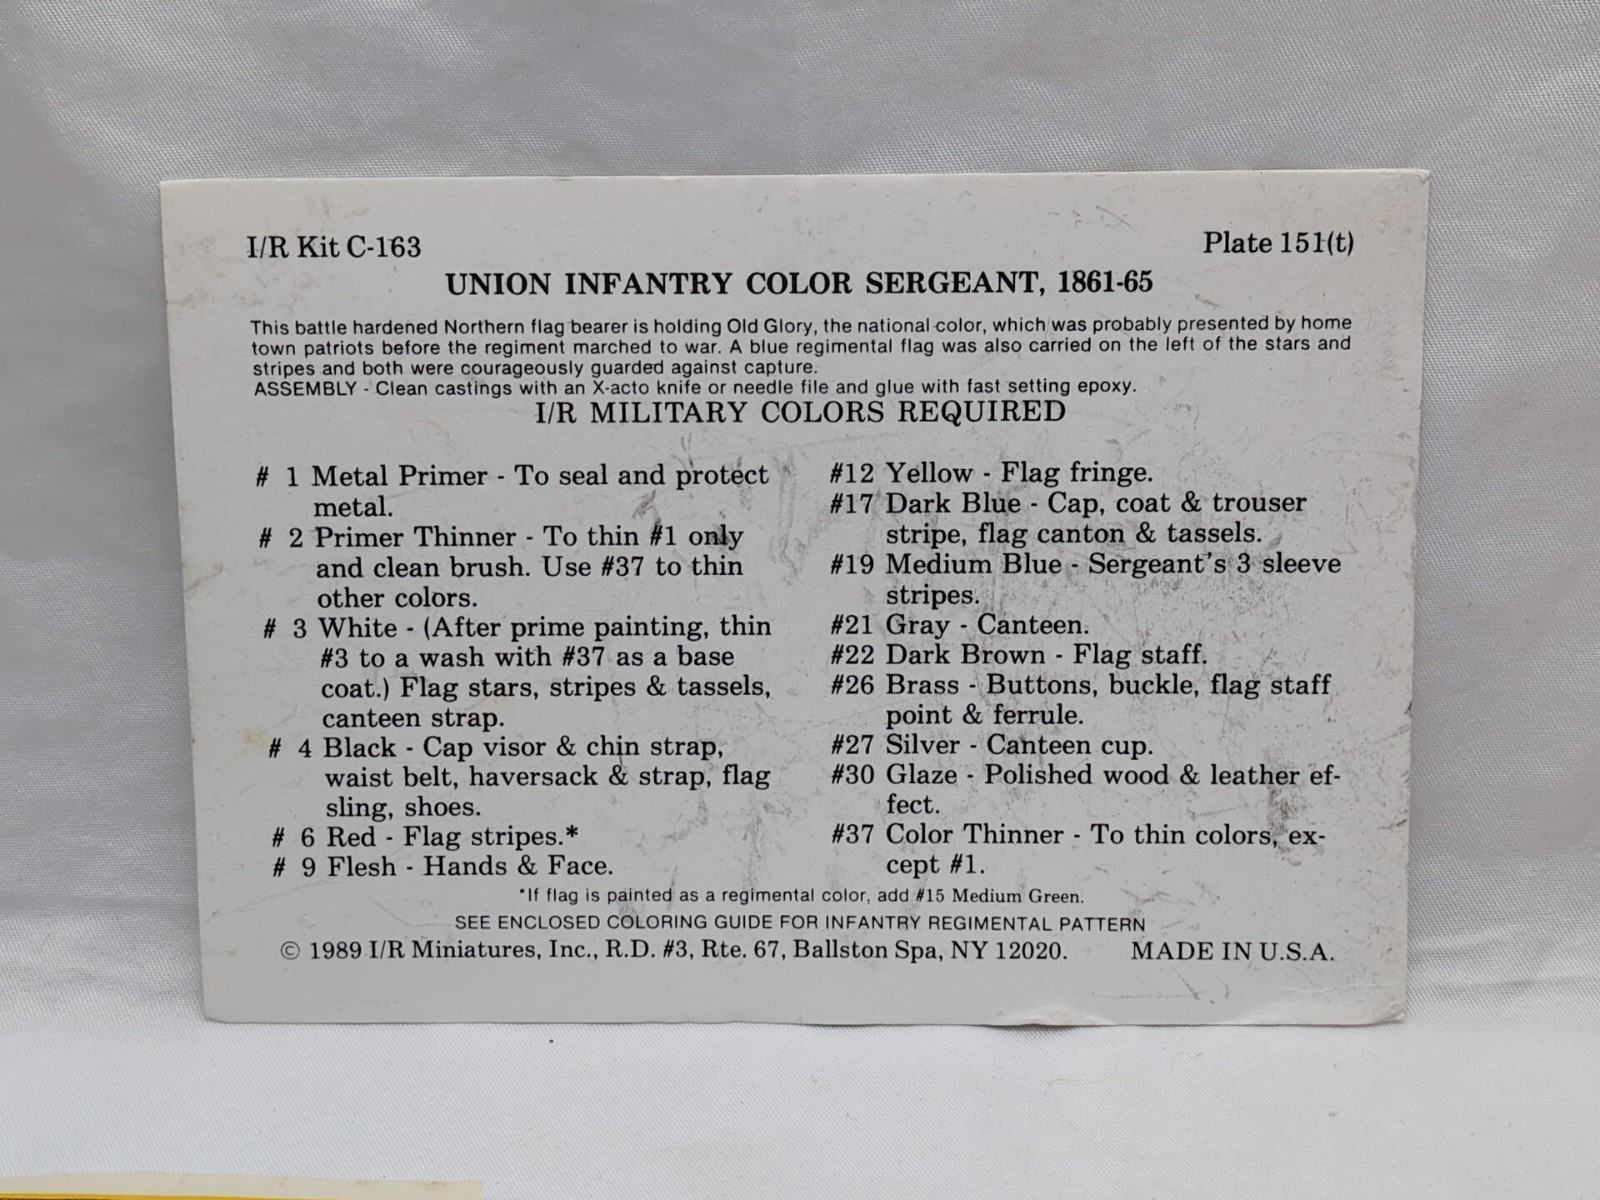 I/R Kit C-163 Plate 151(t)
UNION INFANTRY COLOR SERGEANT, 1861-65
This battle hardened Northern flag bearer is holding Old Glory, the national color, which was probably presented by home
town patriots before the regiment marched to war. A blue regimental flag was also carried on the left of the stars and
stripes and both were courageously guarded against capture.
ASSEMBLY - Clean castings with an X-acto knife or needle file and glue with fast setting epoxy.
I/R MILITARY COLORS REQUIRED
# 1 Metal Primer - To seal and protect
metal.
# 2 Primer Thinner - To thin #1 only
and clean brush. Use #37 to thin
other colors.
# 3 White - (After prime painting, thin
#3 to a wash with #37 as a base
coat.) Flag stars, stripes & tassels,
canteen strap.
# 4 Black - Cap visor & chin strap,
waist belt, haversack & strap, flag
sling, shoes.
# 6 Red - Flag stripes.*
# 9 Flesh - Hands & Face.
#12 Yellow - Flag fringe.
#17 Dark Blue - Cap, coat & trouser
stripe, flag canton & tassels.
#19 Medium Blue - Sergeant's 3 sleeve
stripes.
#21 Gray - Canteen.
#22 Dark Brown - Flag staff.
#26 Brass - Buttons, buckle, flag staff
point & ferrule.
#27 Silver - Canteen cup.
#30 Glaze - Polished wood & leather ef-
fect.
#37 Color Thinner - To thin colors, ex-
cept #1.
*If flag is painted as a regimental color, add #15 Medium Green.
SEE ENCLOSED COLORING GUIDE FOR INFANTRY REGIMENTAL PATTERN
© 1989 I/R Miniatures, Inc., R.D. #3, Rte. 67, Ballston Spa, NY 12020. MADE IN U.S.A.